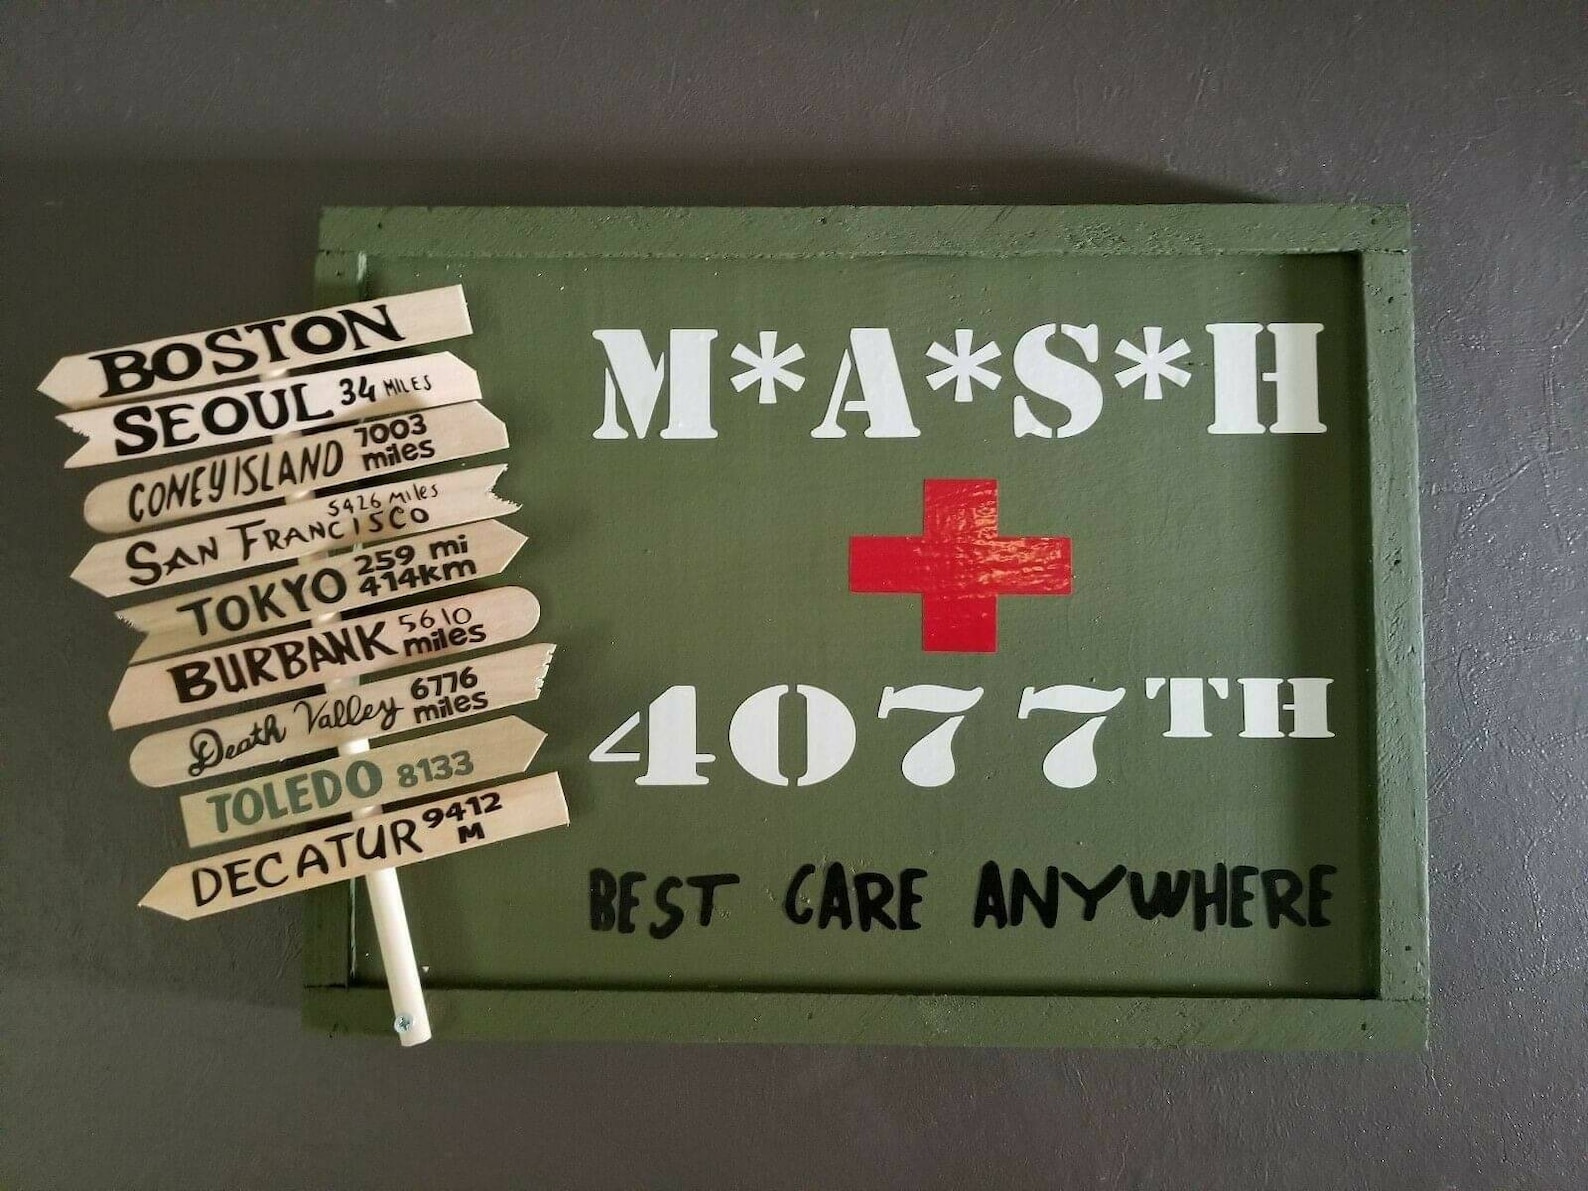 BOSTON
SEOUL 34 MILES
CONEY ISLAND 7003 miles
SAN FRANCISCO 5426 miles
TOKYO 259 mi 414km
BURBANK 5610 miles
Death Valley 6776 miles
TOLEDO 8133
DECATUR 9412 M
M*A*S*H
4077TH
BEST CARE ANYWHERE